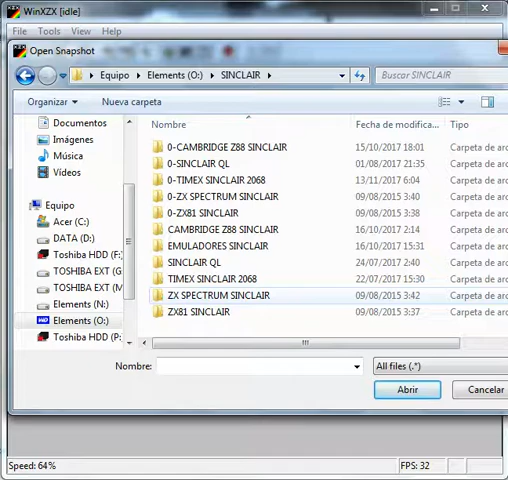 WinXZX [idle]
File Tools View Help
Open Snapshot
Equipo Elements (O:) SINCLAIR Buscar SINCLAIR
Organizar Nueva carpeta
Documentos
Imágenes
Música
Vídeos
Equipo
Acer (C:)
DATA (D:)
Toshiba HDD (F:
TOSHIBA EXT (G
TOSHIBA EXT (M
Elements (N:)
Elements (O:)
Toshiba HDD (P:
Nombre Fecha de modifica... Tipo
0-CAMBRIDGE Z88 SINCLAIR 15/10/2017 18:01 Carpeta de arc
0-SINCLAIR QL 01/08/2017 21:35 Carpeta de arc
0-TIMEX SINCLAIR 2068 13/11/2017 6:04 Carpeta de arc
0-ZX SPECTRUM SINCLAIR 09/08/2015 3:40 Carpeta de arc
0-ZX81 SINCLAIR 09/08/2015 3:38 Carpeta de arc
CAMBRIDGE Z88 SINCLAIR 16/10/2017 2:14 Carpeta de arc
EMULADORES SINCLAIR 16/10/2017 15:31 Carpeta de arc
SINCLAIR QL 24/07/2017 2:40 Carpeta de arc
TIMEX SINCLAIR 2068 22/07/2017 15:30 Carpeta de arc
ZX SPECTRUM SINCLAIR 09/08/2015 3:42 Carpeta de arc
ZX81 SINCLAIR 09/08/2015 3:37 Carpeta de arc
Nombre: All files (.*)
Abrir Cancelar
Speed: 64% FPS: 32